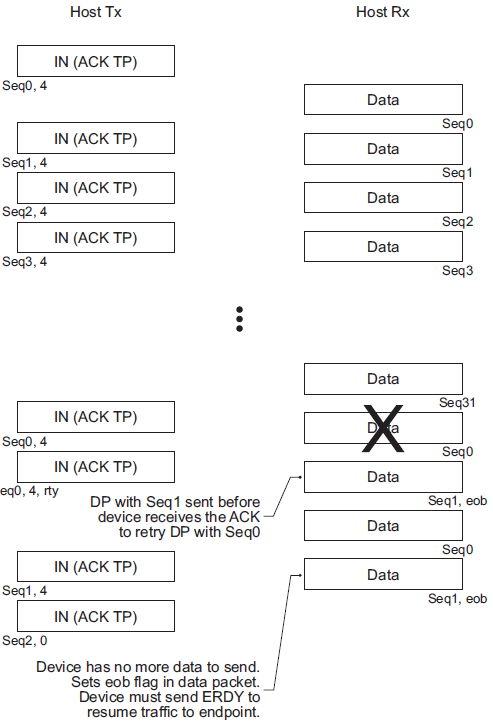 Host Tx
Host Rx
IN (ACK TP)
Seq0, 4
Data
Seq0
IN (ACK TP)
Seq1, 4
Data
Seq1
IN (ACK TP)
Seq2, 4
Data
Seq2
IN (ACK TP)
Seq3, 4
Data
Seq3
Data
Seq31
IN (ACK TP)
Seq0, 4
Data
Seq0
IN (ACK TP)
eq0, 4, rty
Data
Seq1, eob
DP with Seq1 sent before
device receives the ACK
to retry DP with Seq0
Data
Seq0
IN (ACK TP)
Seq1, 4
Data
Seq1, eob
IN (ACK TP)
Seq2, 0
Device has no more data to send.
Sets eob flag in data packet.
Device must send ERDY to
resume traffic to endpoint.